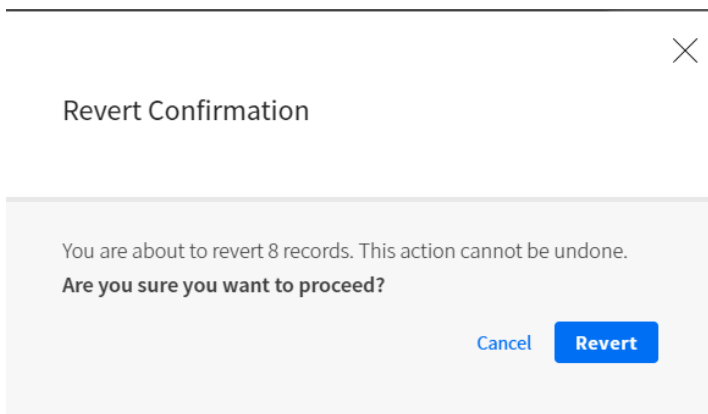 Revert Confirmation
You are about to revert 8 records. This action cannot be undone.
Are you sure you want to proceed?
Cancel Revert